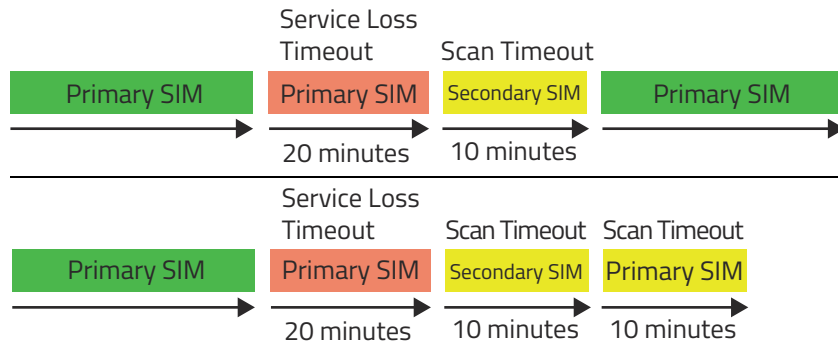 Service Loss
Timeout Scan Timeout
Primary SIM Primary SIM Secondary SIM Primary SIM
20 minutes 10 minutes
Service Loss
Timeout Scan Timeout Scan Timeout
Primary SIM Primary SIM Secondary SIM Primary SIM
20 minutes 10 minutes 10 minutes